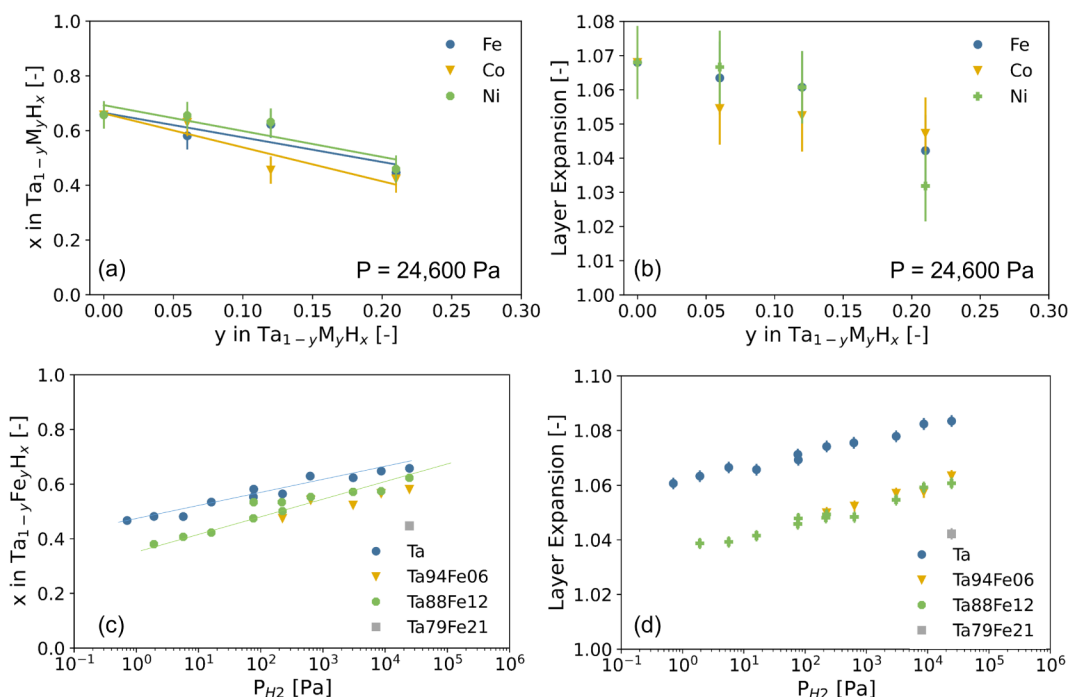 1.0
0.8
0.6
0.4
0.2
0.0
x in Ta1−yMyHx [-]
Fe
Co
Ni
(a)
P = 24,600 Pa
0.00 0.05 0.10 0.15 0.20 0.25 0.30
y in Ta1−yMyHx [-]
1.07
1.06
1.05
1.04
1.03
1.02
1.01
1.00
Layer Expansion [-]
Fe
Co
Ni
(b)
P = 24,600 Pa
0.00 0.05 0.10 0.15 0.20 0.25 0.30
y in Ta1−yMyHx [-]
1.0
0.8
0.6
0.4
0.2
0.0
x in Ta1−yFeyHx [-]
Ta
Ta94Fe06
Ta88Fe12
Ta79Fe21
(c)
10−1 100 101 102 103 104 105 106
PH2 [Pa]
1.10
1.08
1.06
1.04
1.02
1.00
Layer Expansion [-]
Ta
Ta94Fe06
Ta88Fe12
Ta79Fe21
(d)
10−1 100 101 102 103 104 105 106
PH2 [Pa]